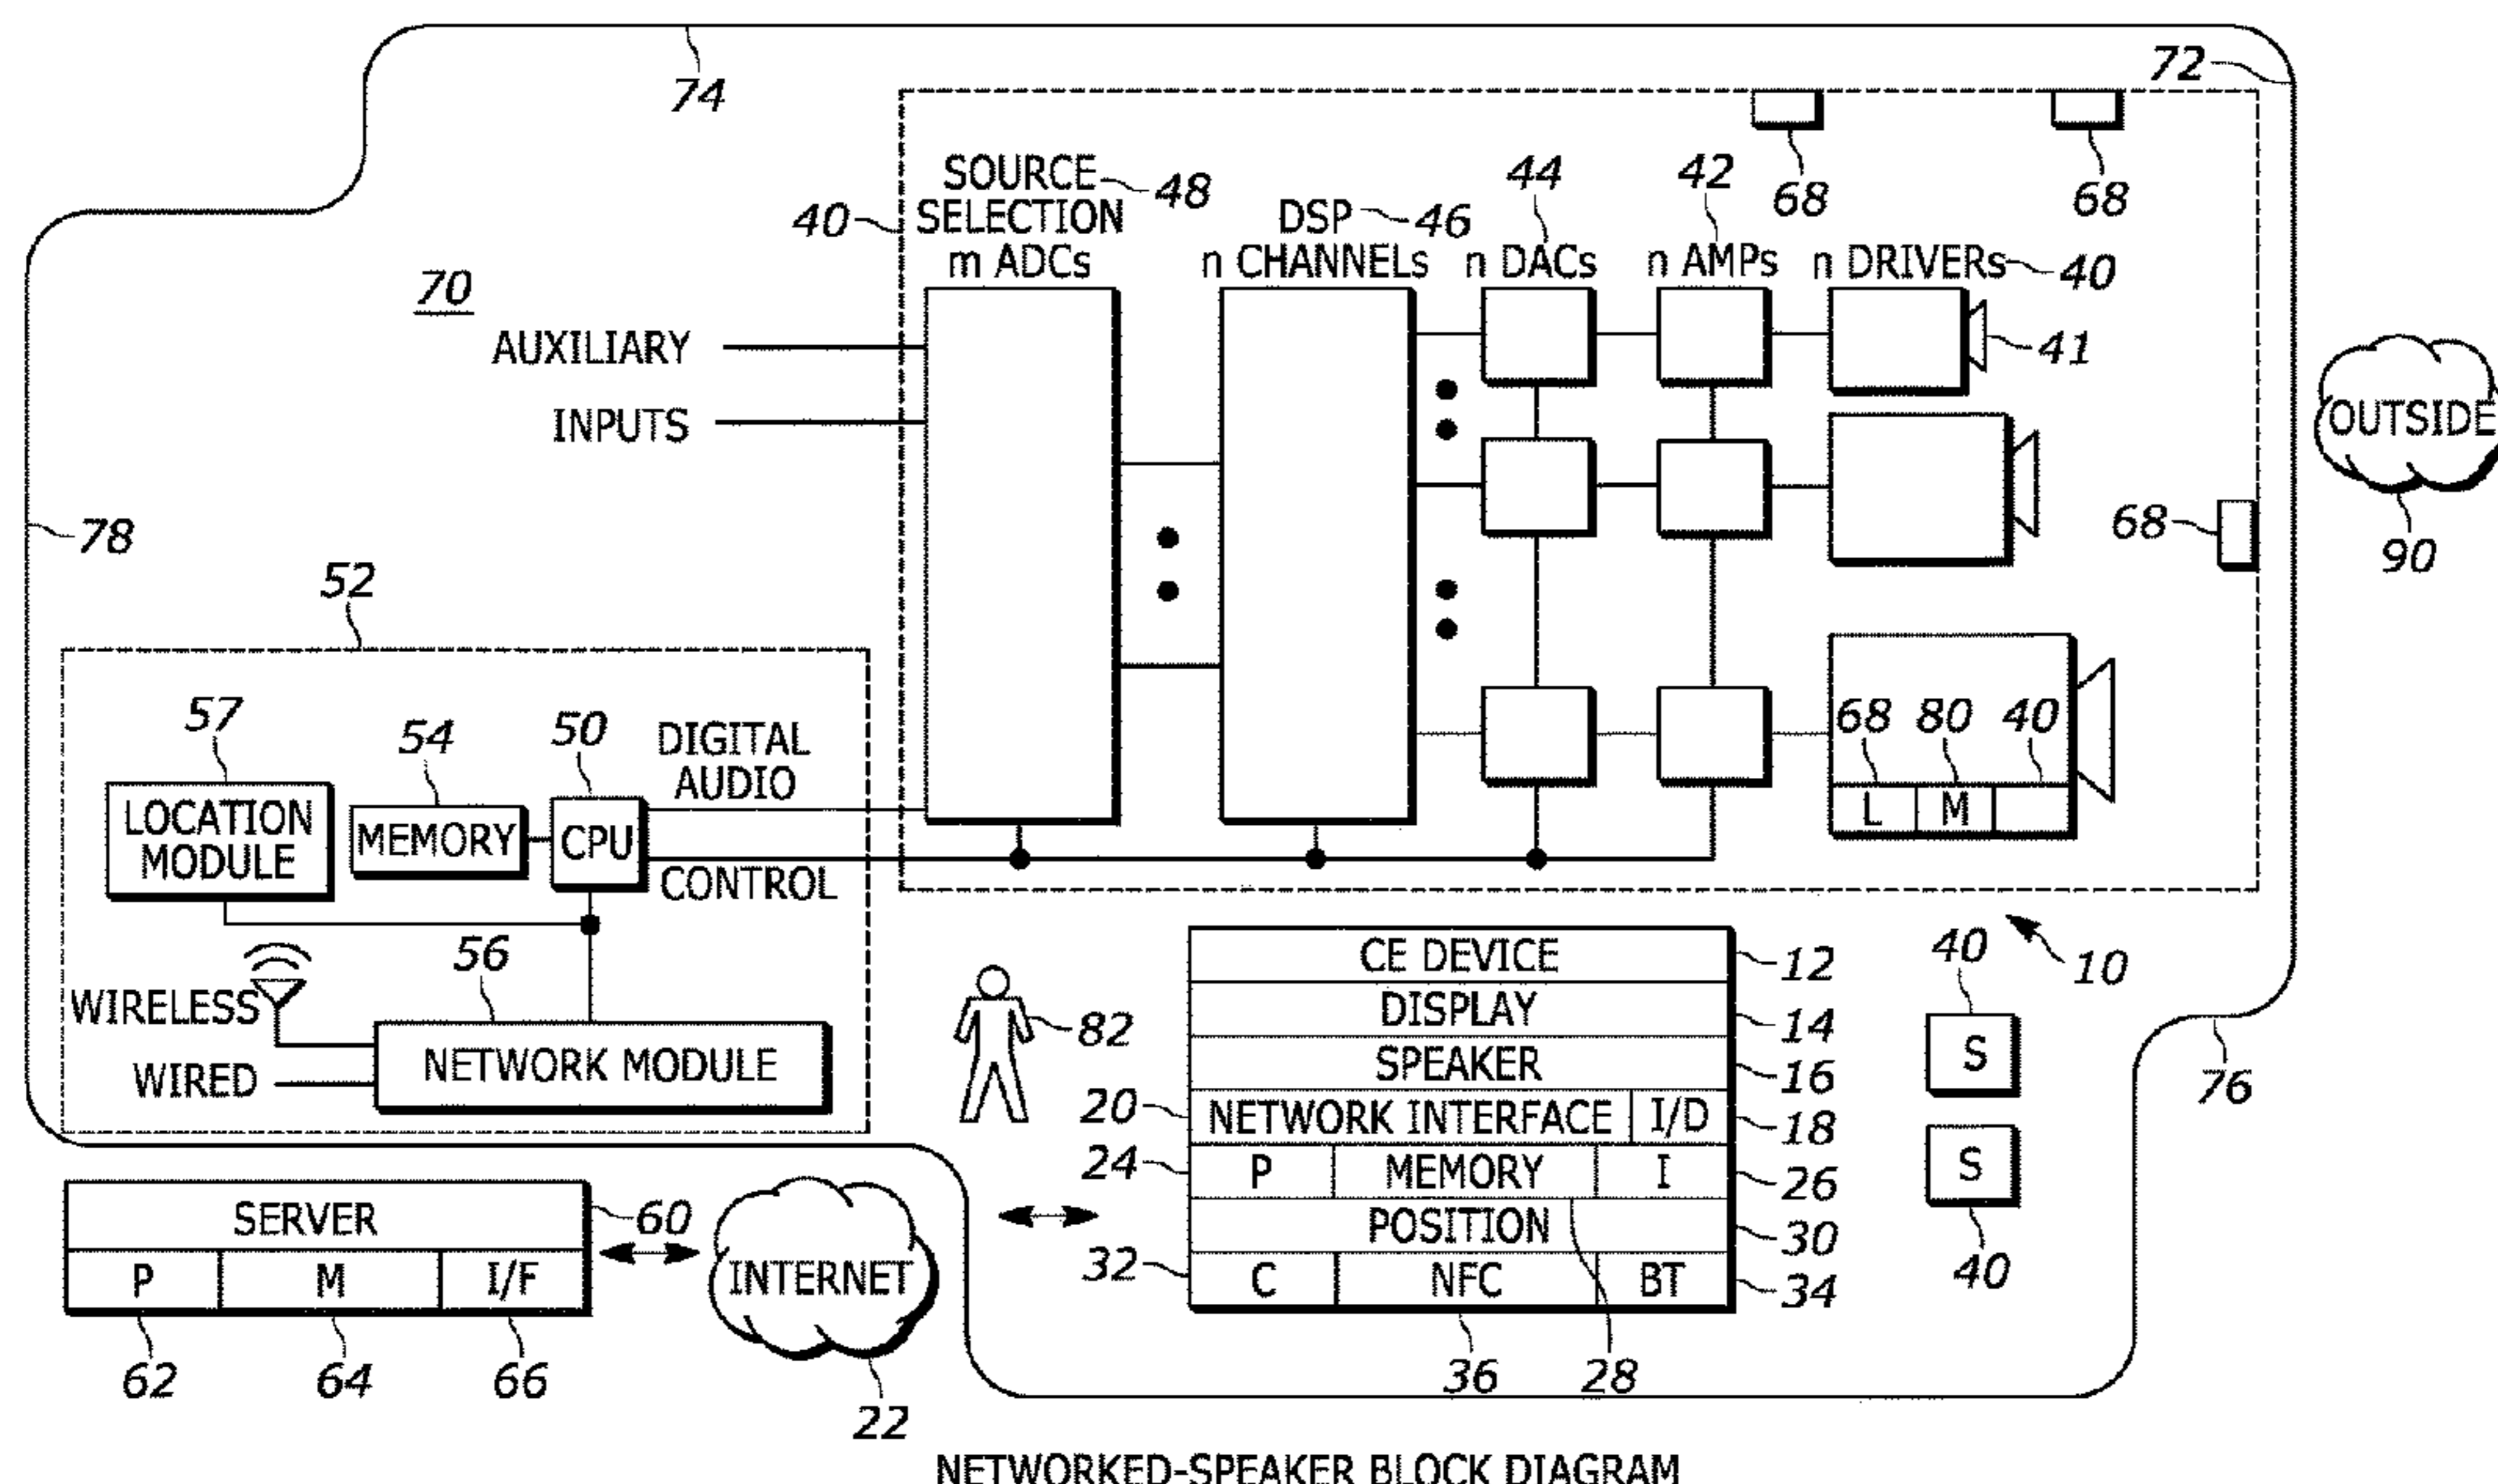 74
72
68 68
SOURCE 48
SELECTION
m ADCs
40
DSP 46
n CHANNELs
44
n DACs
42
n AMPs
n DRIVERs 40
41
70
AUXILIARY
INPUTS
OUTSIDE
90
68
78
52
57
LOCATION
MODULE
54
MEMORY
50
CPU
DIGITAL
AUDIO
CONTROL
68 80 40
L M
56
WIRELESS
WIRED
NETWORK MODULE
82
CE DEVICE 12
DISPLAY 14
SPEAKER 16
20 NETWORK INTERFACE I/D 18
24 P MEMORY I 26
POSITION 30
32 C NFC BT 34
36 28
40
10
S
S
40
76
SERVER 60
P M I/F
62 64 66
INTERNET
22
NETWORKED-SPEAKER BLOCK DIAGRAM